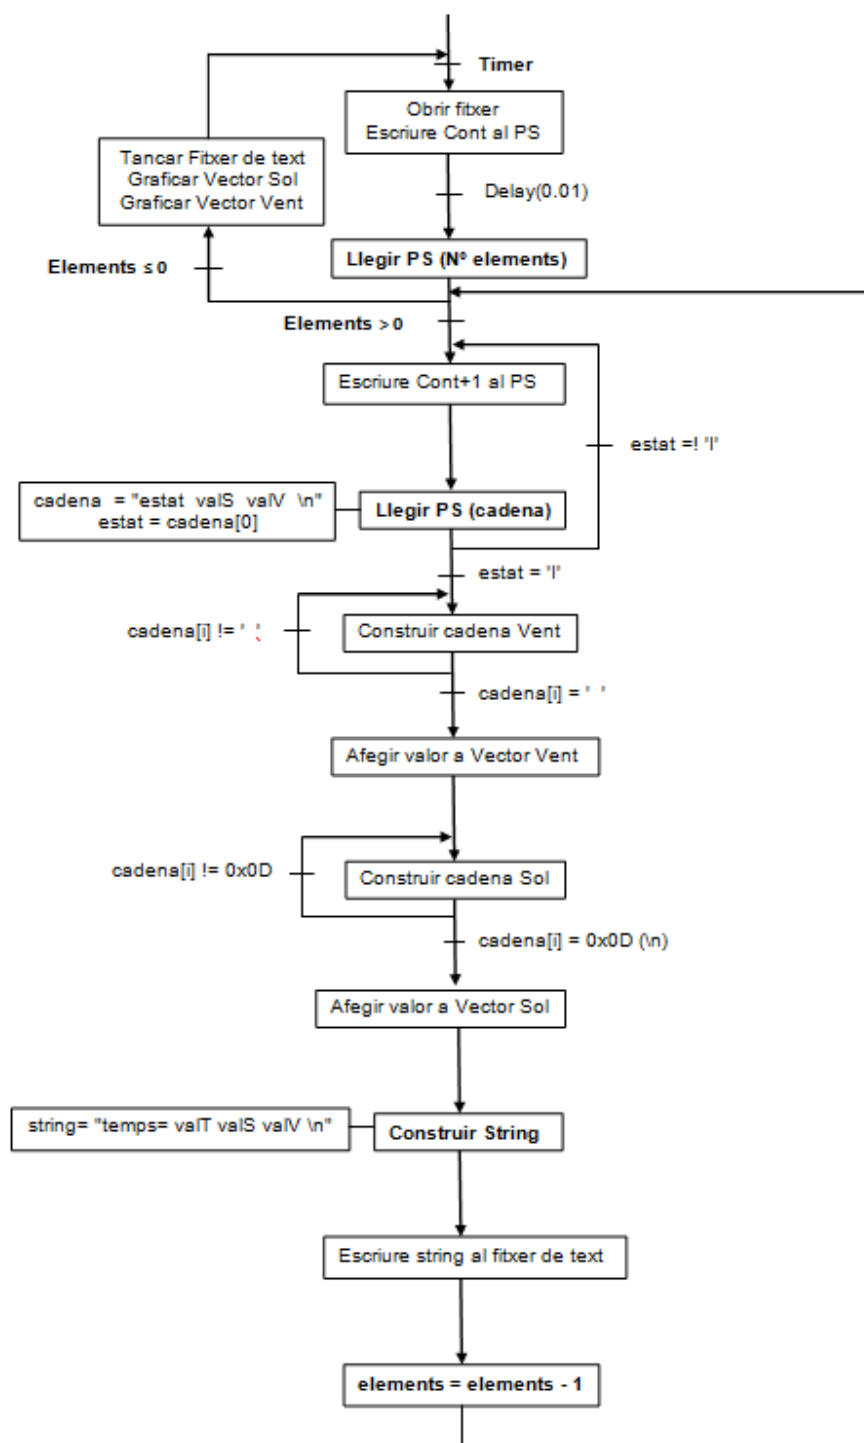 Timer
Obrir fitxer
Escriure Cont al PS
Tancar Fitxer de text
Graficar Vector Sol
Graficar Vector Vent
Delay(0.01)
Llegir PS (Nº elements)
Elements ≤ 0
Elements > 0
Escriure Cont+1 al PS
estat =! 'I'
cadena = "estat valS valV \n"
estat = cadena[0]
Llegir PS (cadena)
estat = 'I'
cadena[i] != ' '
Construir cadena Vent
cadena[i] = ' '
Afegir valor a Vector Vent
cadena[i] != 0x0D
Construir cadena Sol
cadena[i] = 0x0D (\n)
Afegir valor a Vector Sol
string= "temps= valT valS valV \n"
Construir String
Escriure string al fitxer de text
elements = elements - 1